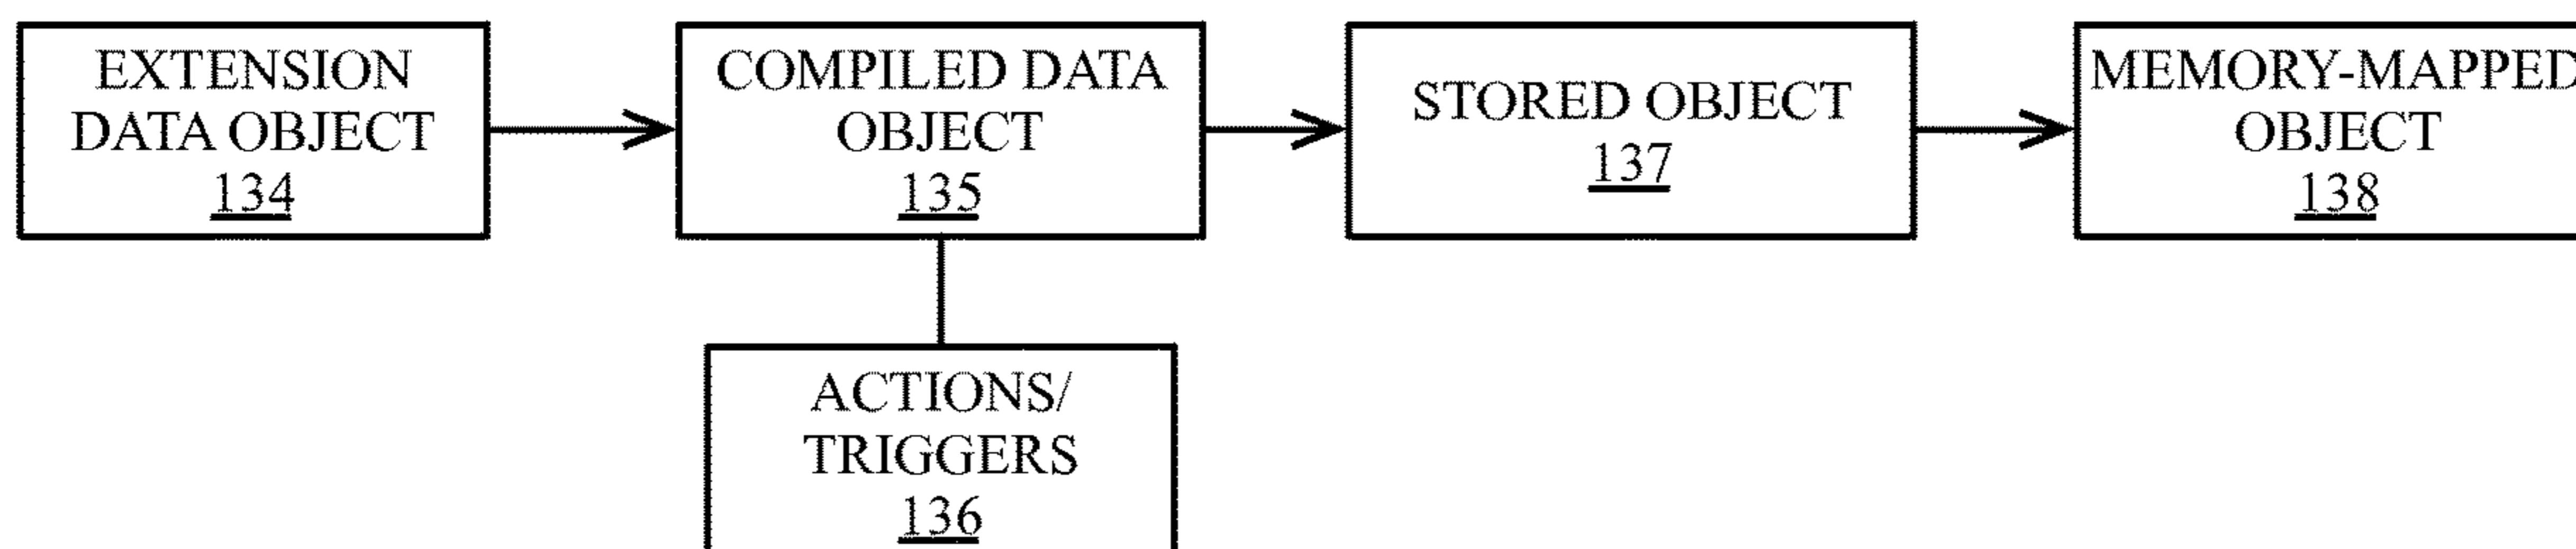 EXTENSION
DATA OBJECT
134
COMPILED DATA
OBJECT
135
STORED OBJECT
137
MEMORY-MAPPED
OBJECT
138
ACTIONS/
TRIGGERS
136